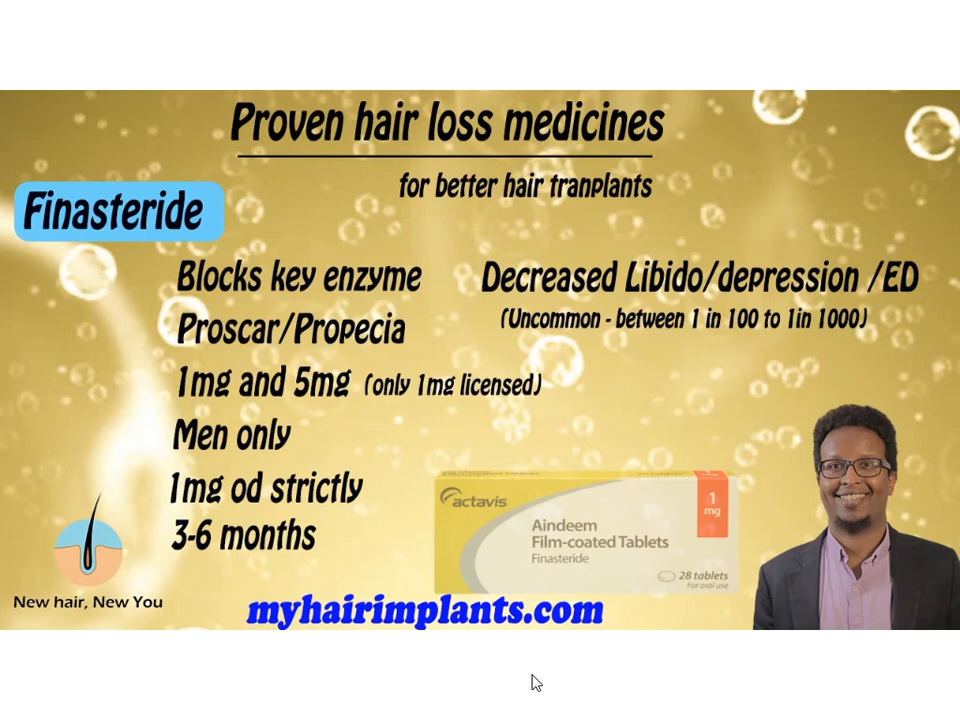 Proven hair loss medicines
for better hair tranplants
Finasteride
Blocks key enzyme
Proscar/Propecia
1mg and 5mg (only 1mg licensed)
Men only
1mg od strictly
3-6 months
Decreased Libido/depression /ED
(Uncommon - between 1 in 100 to 1in 1000)
actavis
1
mg
Aindeem
Film-coated Tablets
Finasteride
28 tablets
For oral use
New hair, New You
myhairimplants.com